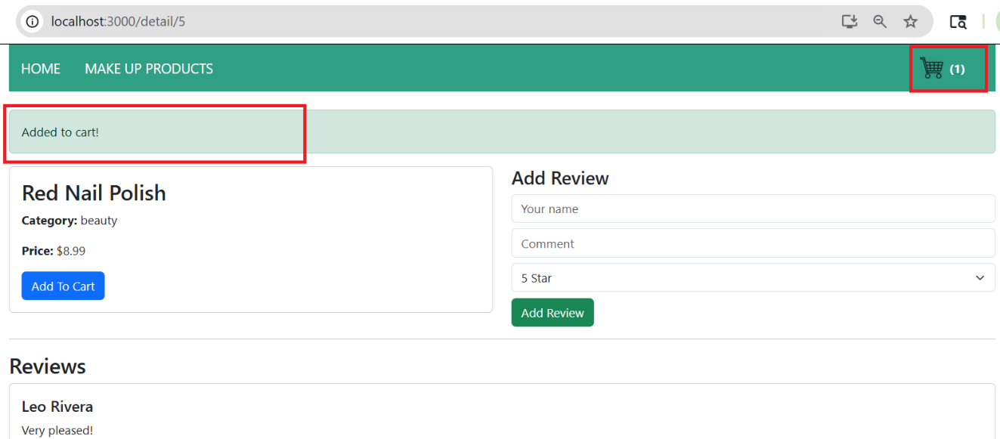 localhost:3000/detail/5
HOME MAKE UP PRODUCTS (1)
Added to cart!
Red Nail Polish
Category: beauty
Price: $8.99
Add To Cart
Add Review
Your name
Comment
5 Star
Add Review
Reviews
Leo Rivera
Very pleased!